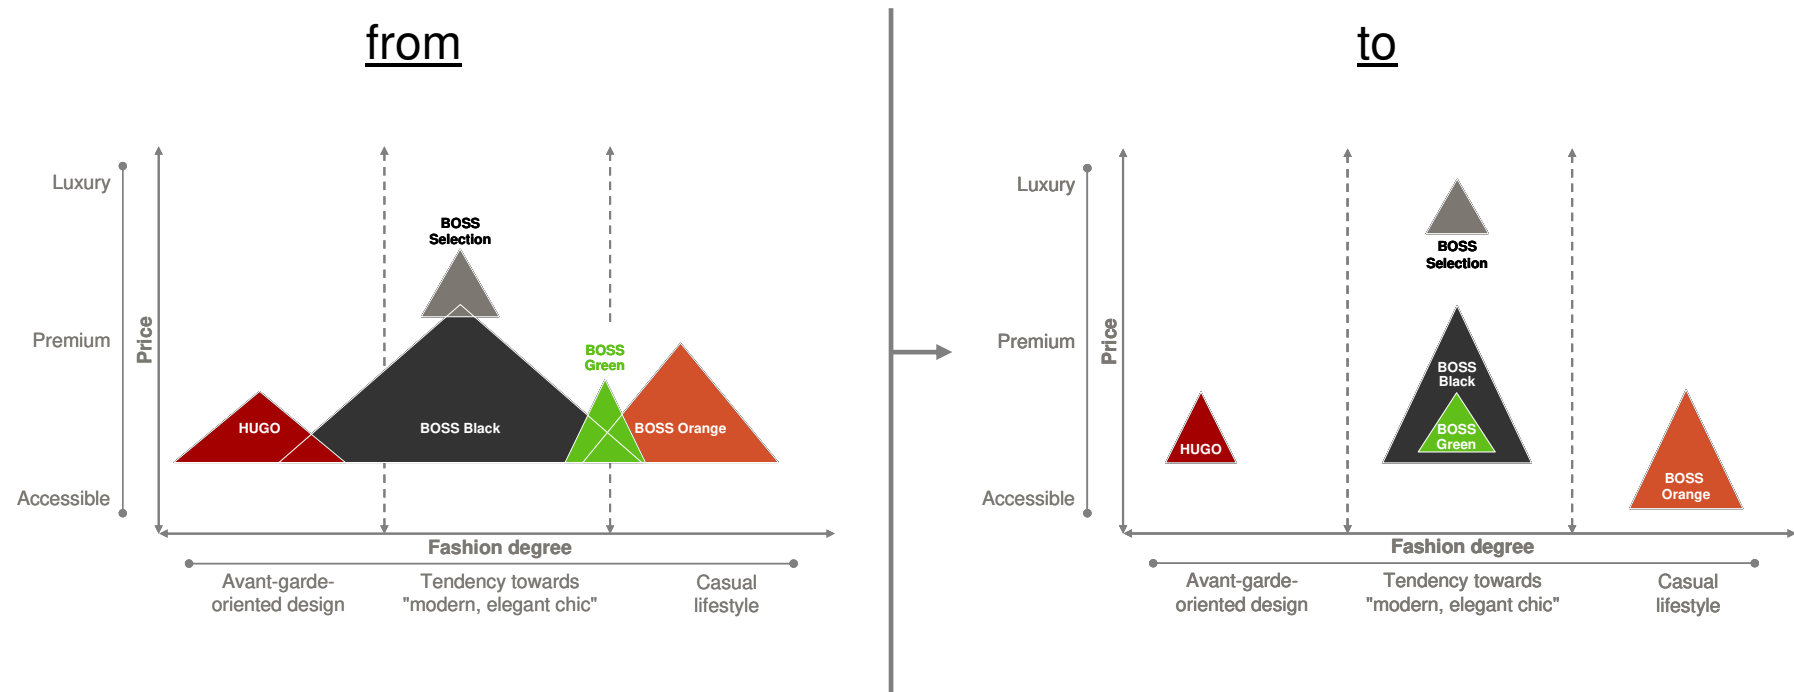 from
Luxury
Premium
Accessible
Price
BOSS
Selection
BOSS
Green
HUGO
BOSS Black
BOSS Orange
Fashion degree
Avant-garde-
oriented design
Tendency towards
"modern, elegant chic"
Casual
lifestyle
to
Luxury
Premium
Accessible
Price
BOSS
Selection
BOSS
Black
BOSS
Green
HUGO
BOSS
Orange
Fashion degree
Avant-garde-
oriented design
Tendency towards
"modern, elegant chic"
Casual
lifestyle